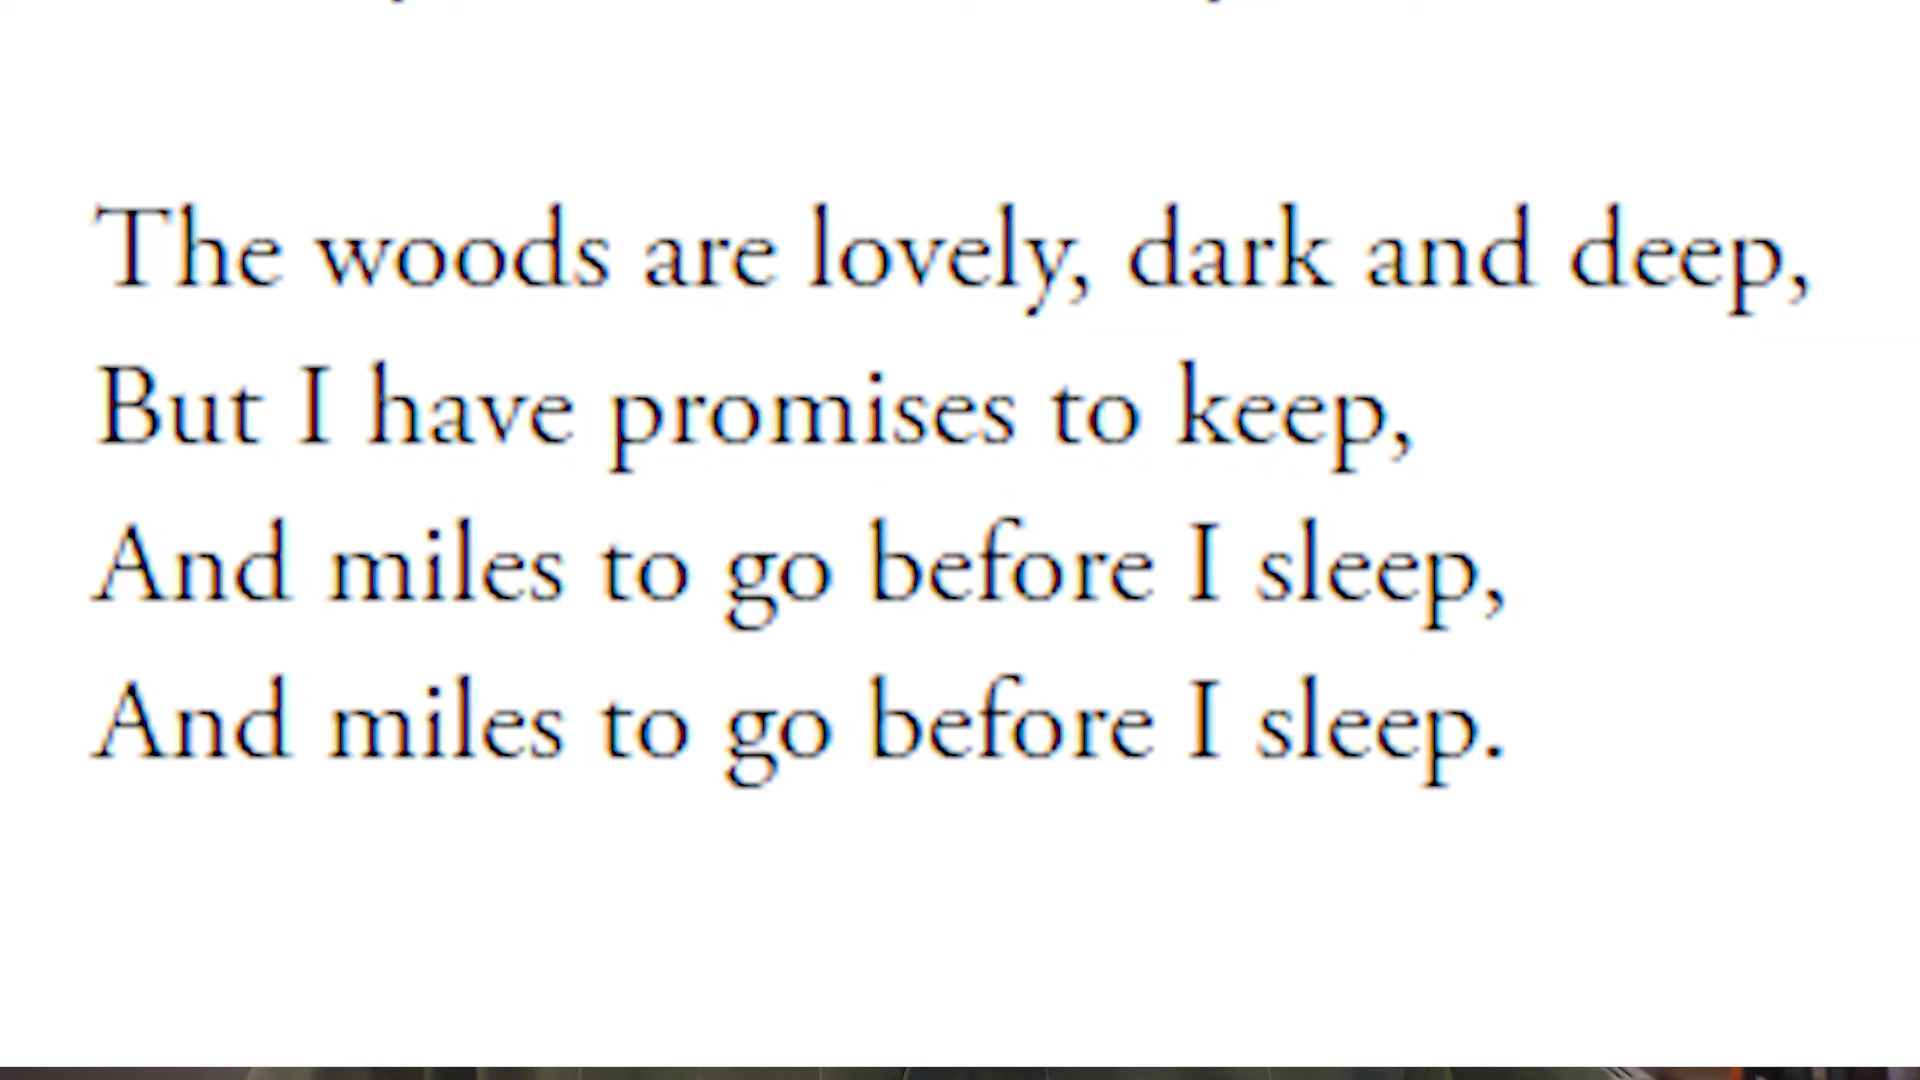 The woods are lovely, dark and deep,
But I have promises to keep,
And miles to go before I sleep,
And miles to go before I sleep.